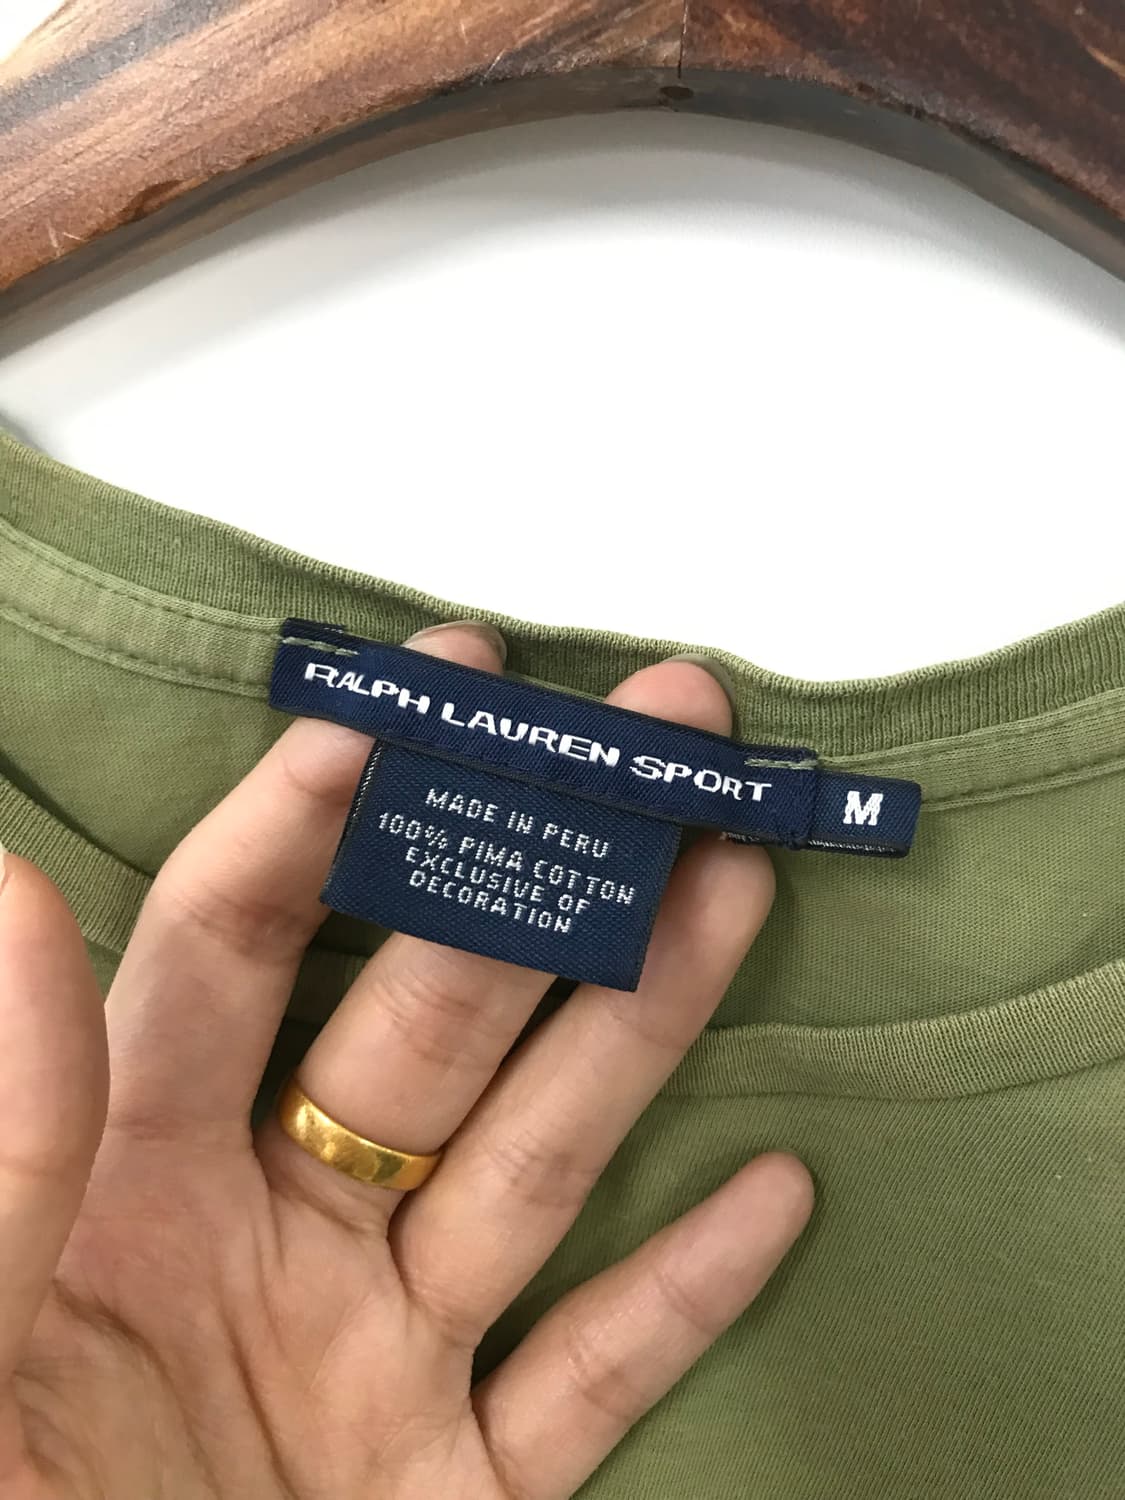 RALPH LAUREN SPORT
M
MADE IN PERU
100% PIMA COTTON
EXCLUSIVE OF
DECORATION